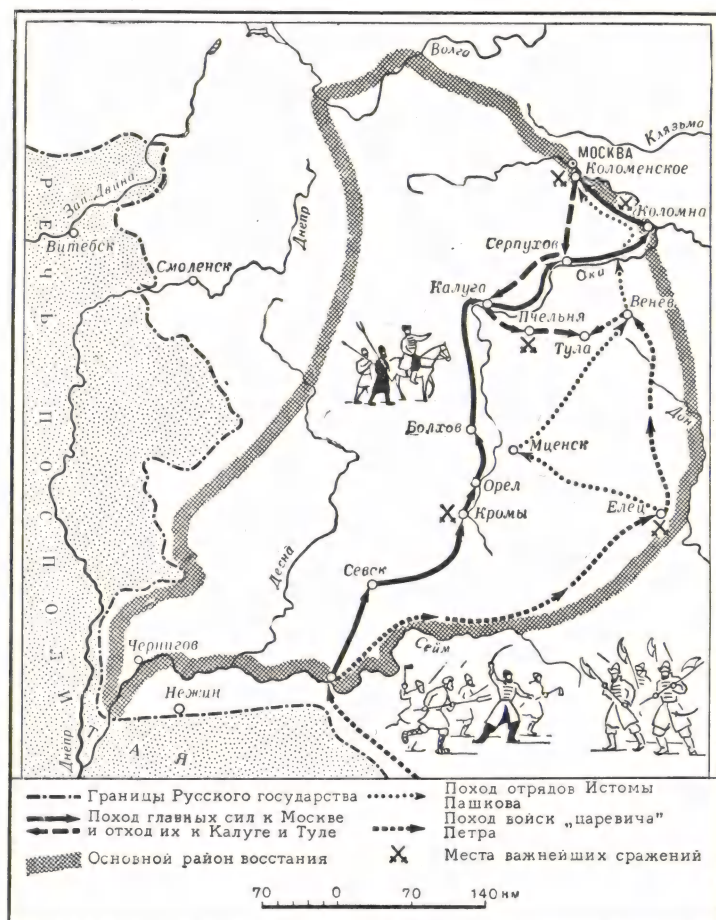 Волга
Клязьма
МОСКВА
Коломенское
Коломна
Зап. Двина
Витебск
Днепр
Смоленск
Серпухов
Ока
Калуга
Пчельня
Венев
Тула
Дон
РЕЧЬ ПОСПОЛИТАЯ
Болхов
Мценск
Орел
Кромы
Елец
Десна
Севск
Сейм
Чернигов
Нежин
Днепр
Границы Русского государства
Поход главных сил к Москве
и отход их к Калуге и Туле
Основной район восстания
Поход отрядов Истомы
Пашкова
Поход войск „царевича"
Петра
Места важнейших сражений
70 0 70 140 км